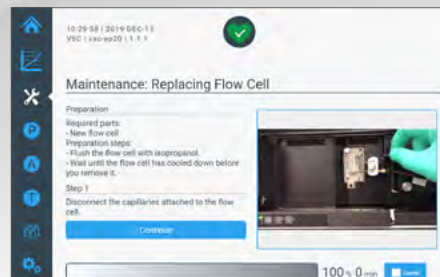 10:29:58 | 2019-DEC-13
Maintenance: Replacing Flow Cell
Preparation
Required parts:
- New flow cell
Preparation steps:
- Flush the flow cell with isopropanol.
- Wait until the flow cell has cooled down before
you remove it.
Step 1
Disconnect the capillaries attached to the flow
cell.
Continue
P
A
T
100 % 0 min